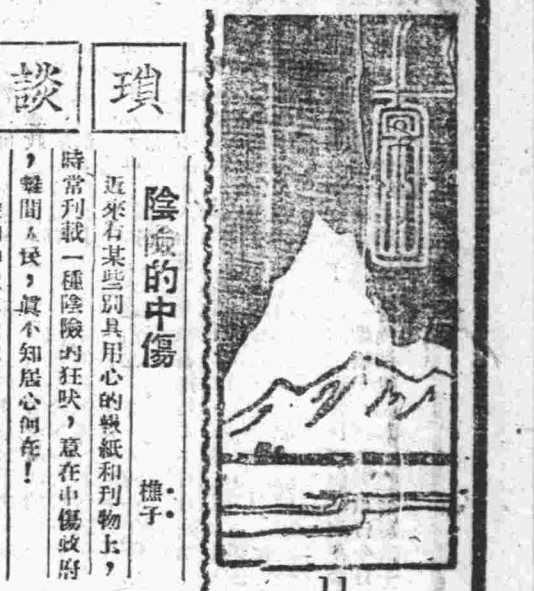 瑣談
陰險的中傷
樵子
近來有某些別具用心的報紙和刊物上，
時常刊載一種陰險的狂吠，意在中傷政府
，離間人民，眞不知居心何在！
11